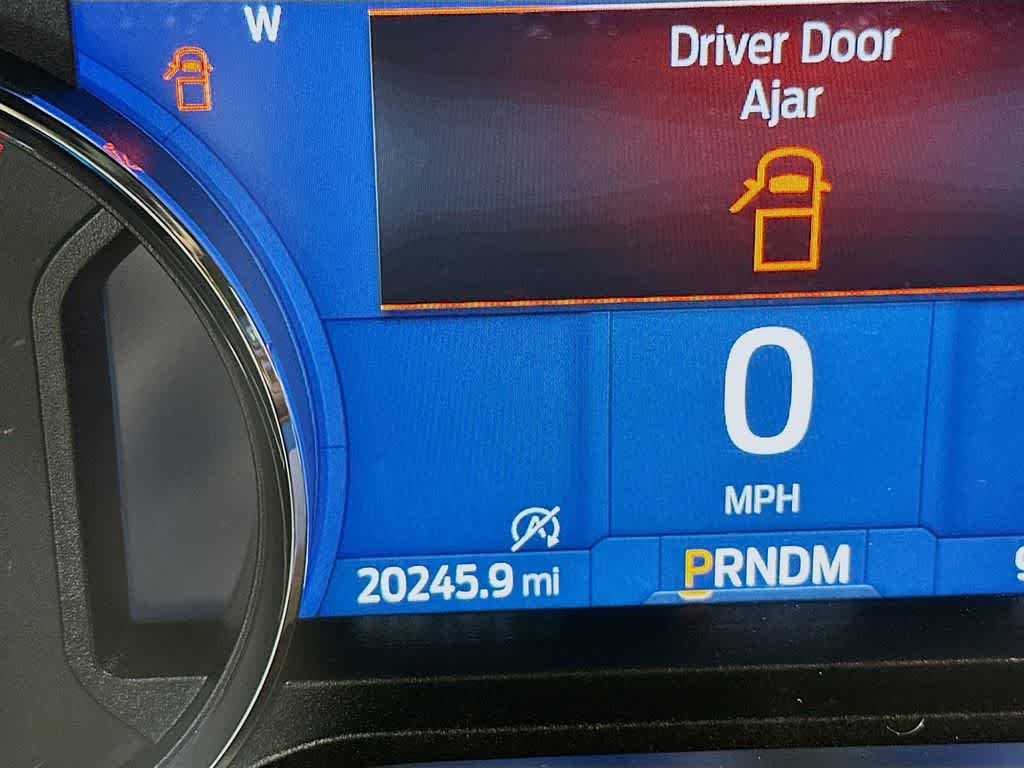 W
Driver Door
Ajar
0
MPH
20245.9 mi
PRNDM